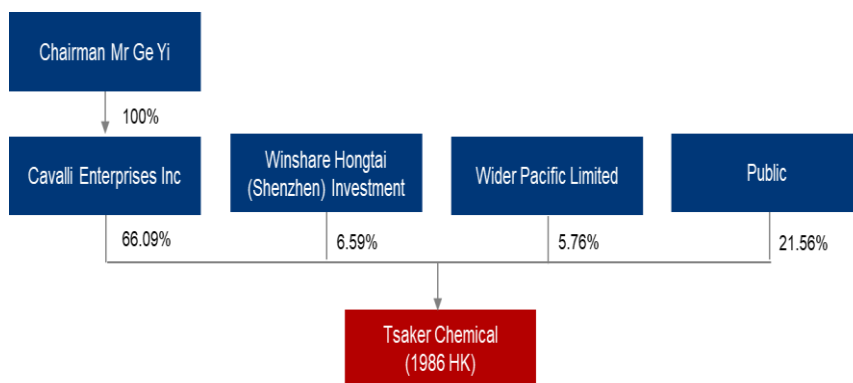 Chairman Mr Ge Yi
100%
Cavalli Enterprises Inc
Winshare Hongtai
(Shenzhen) Investment
Wider Pacific Limited
Public
66.09%
6.59%
5.76%
21.56%
Tsaker Chemical
(1986 HK)